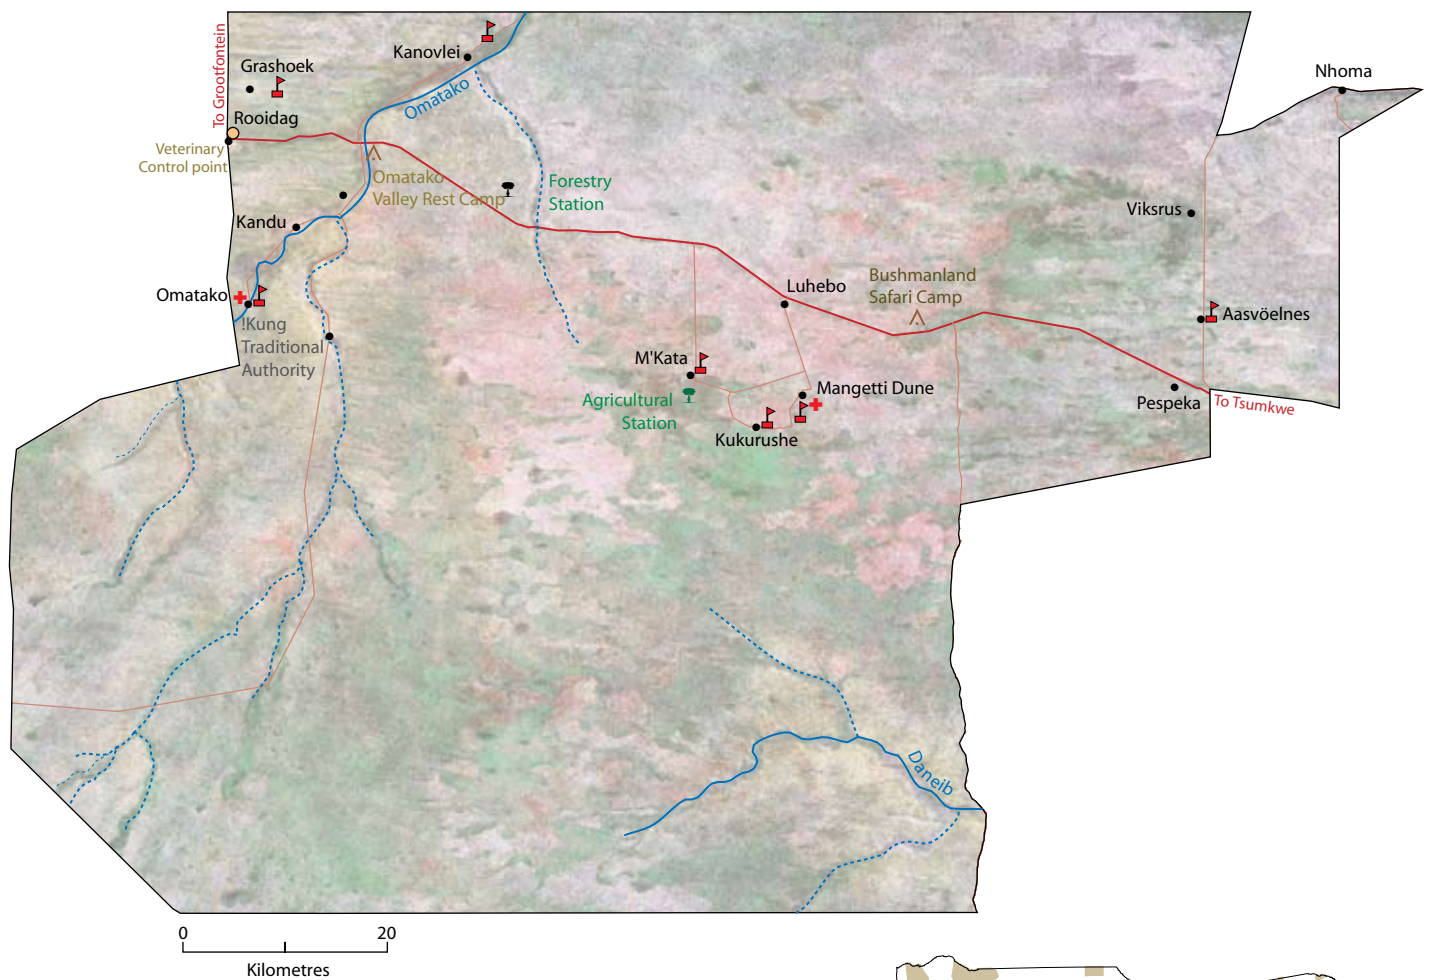 To Grootfontein
Kanovlei
Grashoek
Nhoma
Omatako
Rooidag
Veterinary
Control point
Omatako
Valley Rest Camp
Forestry
Station
Kandu
Viksrus
Omatako
Luhebo
Bushmanland
Safari Camp
!Kung
Traditional
Authority
Aasvöelnes
M'Kata
Mangetti Dune
Agricultural
Station
Kukurushe
Pespeka
To Tsumkwe
Daneib
0 20
Kilometres